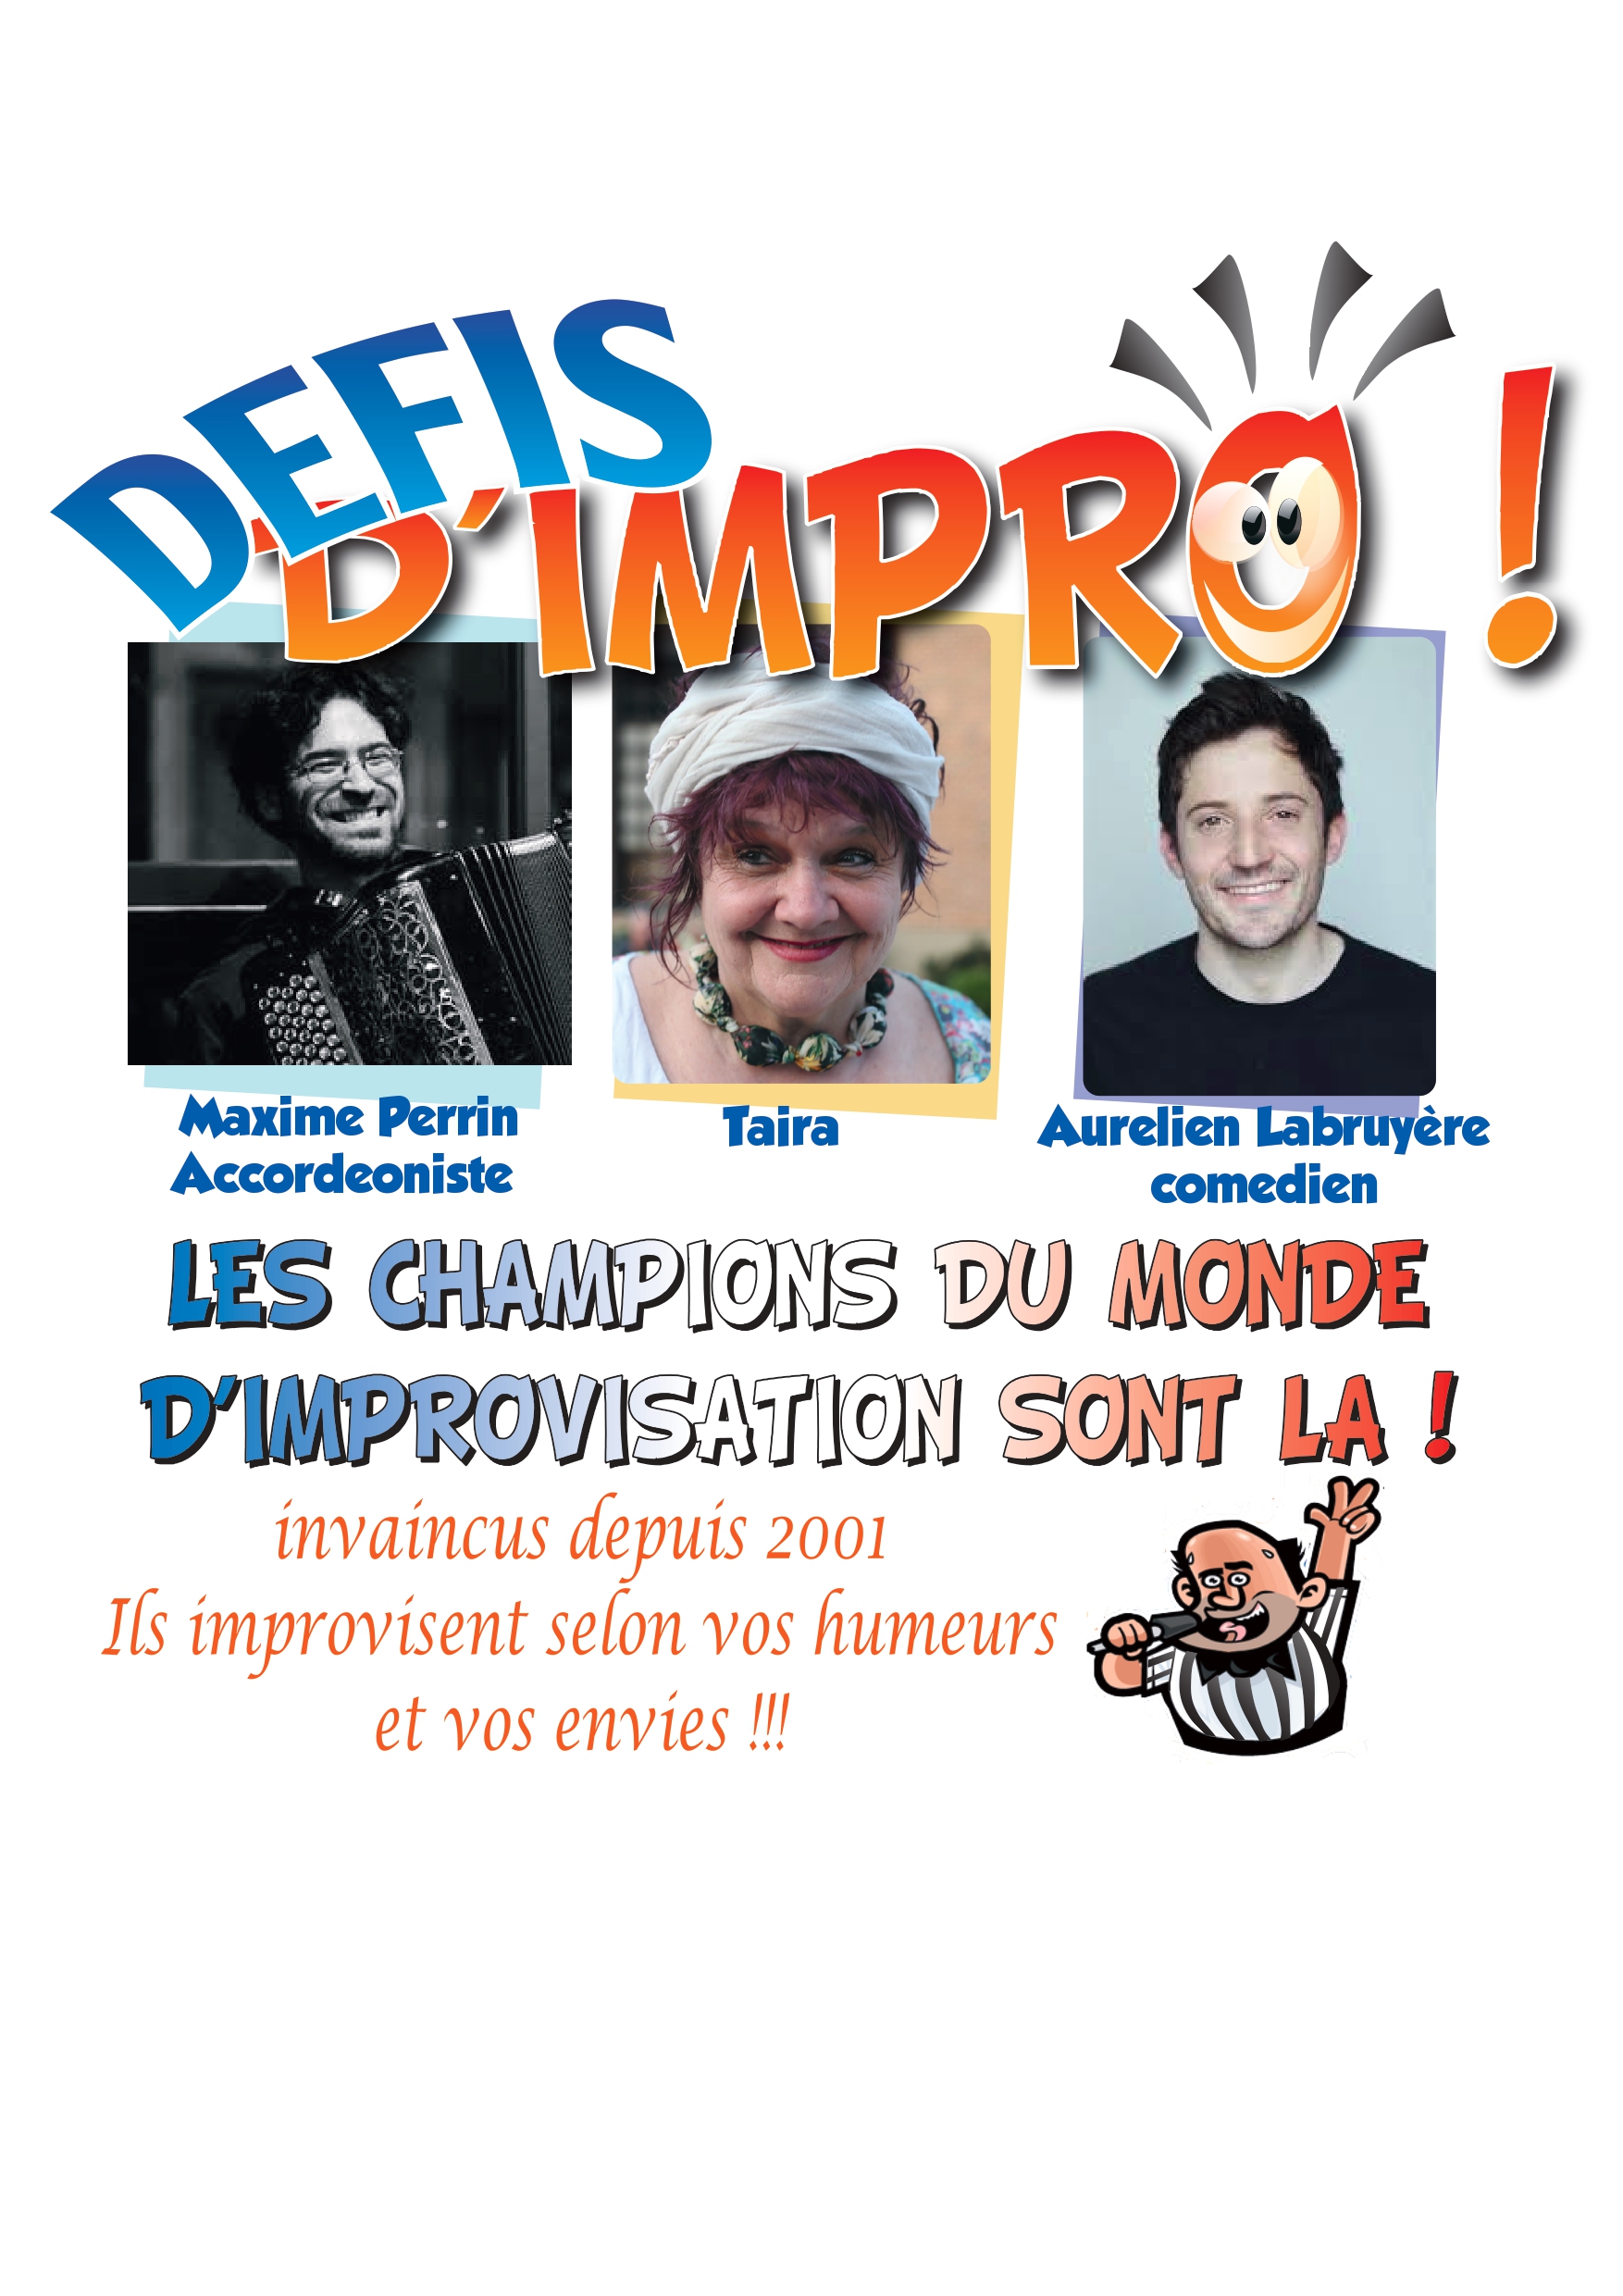 DEFIS
D'IMPRO !
Maxime Perrin
Accordeoniste
Taira
Aurelien Labruyère
comedien
LES CHAMPIONS DU MONDE
D'IMPROVISATION SONT LA !
invaincus depuis 2001
Ils improvisent selon vos humeurs
et vos envies !!!